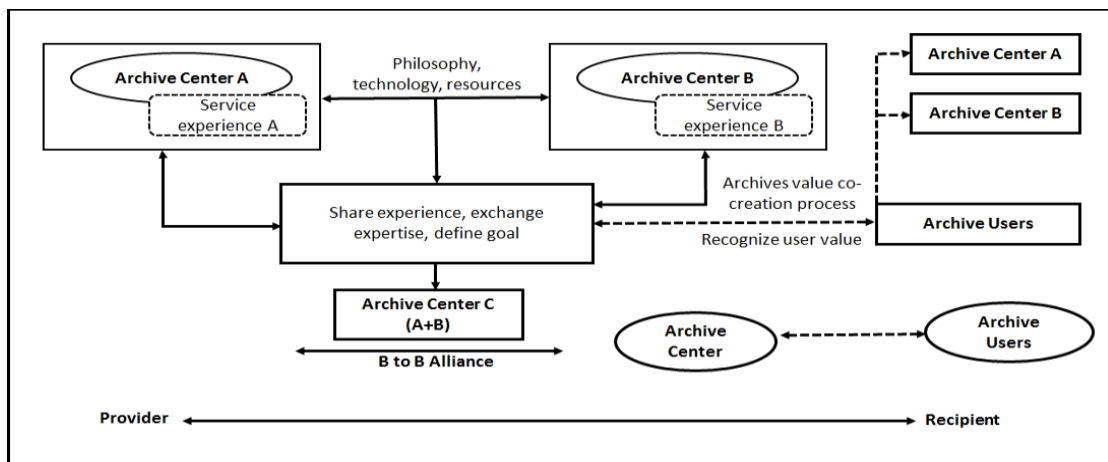 Archive Center A
Service
experience A
Philosophy,
technology, resources
Archive Center B
Service
experience B
Archive Center A
Archive Center B
Archives value co-
creation process
Archive Users
Recognize user value
Share experience, exchange
expertise, define goal
Archive Center C
(A+B)
B to B Alliance
Archive
Center
Archive
Users
Provider
Recipient